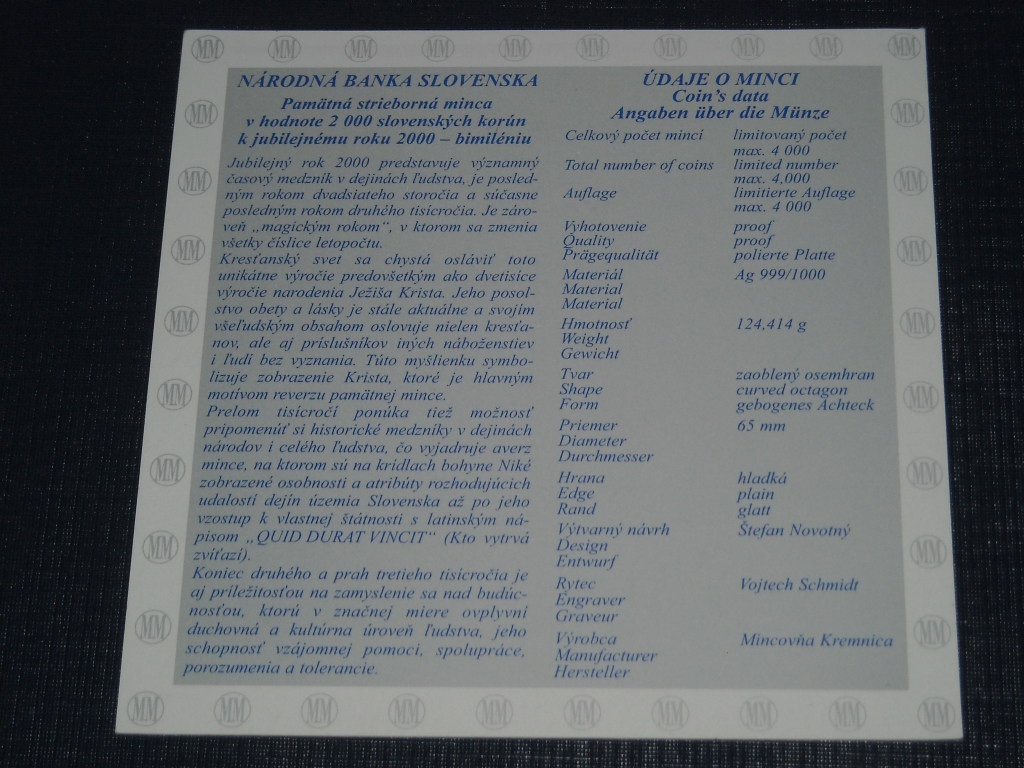 NÁRODNÁ BANKA SLOVENSKA
Pamätná strieborná minca
v hodnote 2 000 slovenských korún
k jubilejnému roku 2000 – bimiléniu
Jubilejný rok 2000 predstavuje významný
časový medzník v dejinách ľudstva, je posled-
ným rokom dvadsiateho storočia a súčasne
posledným rokom druhého tisícročia. Je záro-
veň „magickým rokom“, v ktorom sa zmenia
všetky číslice letopočtu.
Kresťanský svet sa chystá osláviť toto
unikátne výročie predovšetkým ako dvetisíce
výročie narodenia Ježiša Krista. Jeho posol-
stvo obety a lásky je stále aktuálne a svojím
všeľudským obsahom oslovuje nielen kresťa-
nov, ale aj príslušníkov iných náboženstiev
i ľudí bez vyznania. Túto myšlienku symbo-
lizuje zobrazenie Krista, ktoré je hlavným
motívom reverzu pamätnej mince.
Prelom tisícročí ponúka tiež možnosť
pripomenúť si historické medzníky v dejinách
národov i celého ľudstva, čo vyjadruje averz
mince, na ktorom sú na krídlach bohyne Niké
zobrazené osobnosti a atribúty rozhodujúcich
udalostí dejín územia Slovenska až po jeho
vzostup k vlastnej štátnosti s latinským ná-
pisom „QUID DURAT VINCIT“ (Kto vytrvá
zvíťazí).
Koniec druhého a prah tretieho tisícročia je
aj príležitosťou na zamyslenie sa nad budúc-
nosťou, ktorú v značnej miere ovplyvní
duchovná a kultúrna úroveň ľudstva, jeho
schopnosť vzájomnej pomoci, spolupráce,
porozumenia a tolerancie.
ÚDAJE O MINCI
Coin's data
Angaben über die Münze
Celkový počet mincí limitovaný počet
max. 4 000
Total number of coins limited number
max. 4,000
Auflage limitierte Auflage
max. 4 000
Vyhotovenie proof
Quality proof
Prägequalität polierte Platte
Materiál Ag 999/1000
Material
Material
Hmotnosť 124,414 g
Weight
Gewicht
Tvar zaoblený osemhran
Shape curved octagon
Form gebogenes Achteck
Priemer 65 mm
Diameter
Durchmesser
Hrana hladká
Edge plain
Rand glatt
Výtvarný návrh Štefan Novotný
Design
Entwurf
Rytec Vojtech Schmidt
Engraver
Graveur
Výrobca Mincovňa Kremnica
Manufacturer
Hersteller